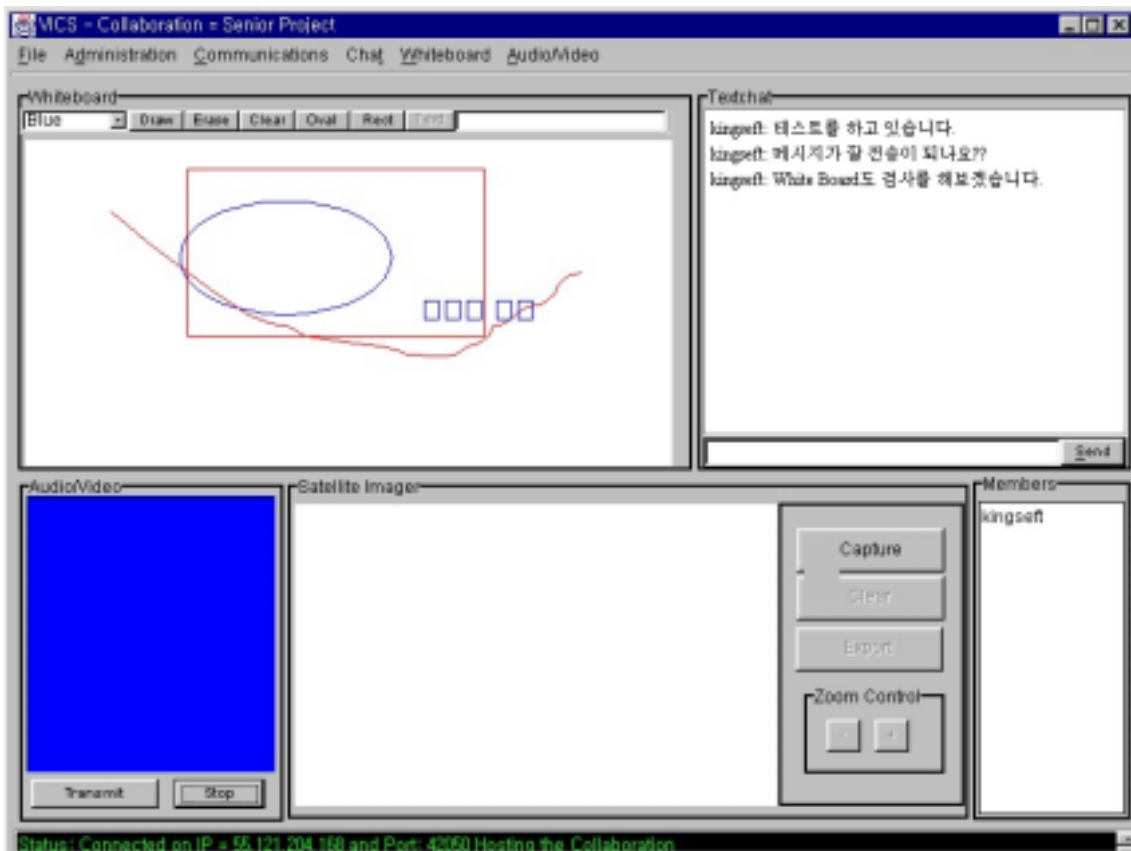 MCS - Collaboration = Senior Project
File Administration Communications Chat Whiteboard Audio/Video
Whiteboard
Blue Draw Erase Clear Oval Rect Text
Textchat
kingseft: 테스트를 하고 있습니다.
kingseft: 메시지가 잘 전송이 되나요??
kingseft: White Board도 검사를 해보겠습니다.
Send
Audio/Video
Transmit Stop
Satellite Imager
Capture
Clear
Export
Zoom Control
- +
Members
kingseft
Status: Connected on IP = 55.121.204.168 and Port: 42050 Hosting the Collaboration